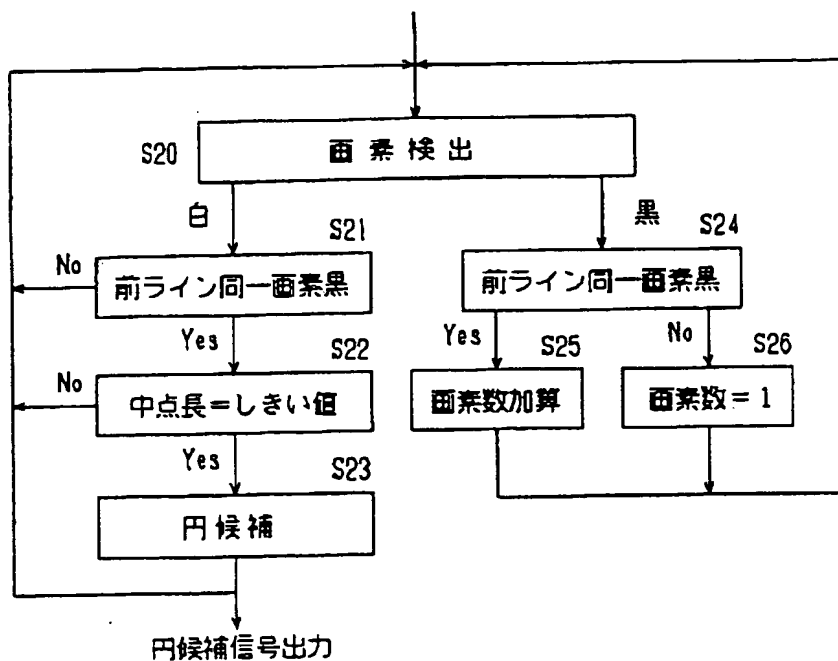 S20
画素検出
白
黒
S21
S24
No
前ライン同一画素黒
前ライン同一画素黒
Yes
S22
Yes
S25
No
S26
No
中点長=しきい値
画素数加算
画素数=1
Yes
S23
円候補
円候補信号出力